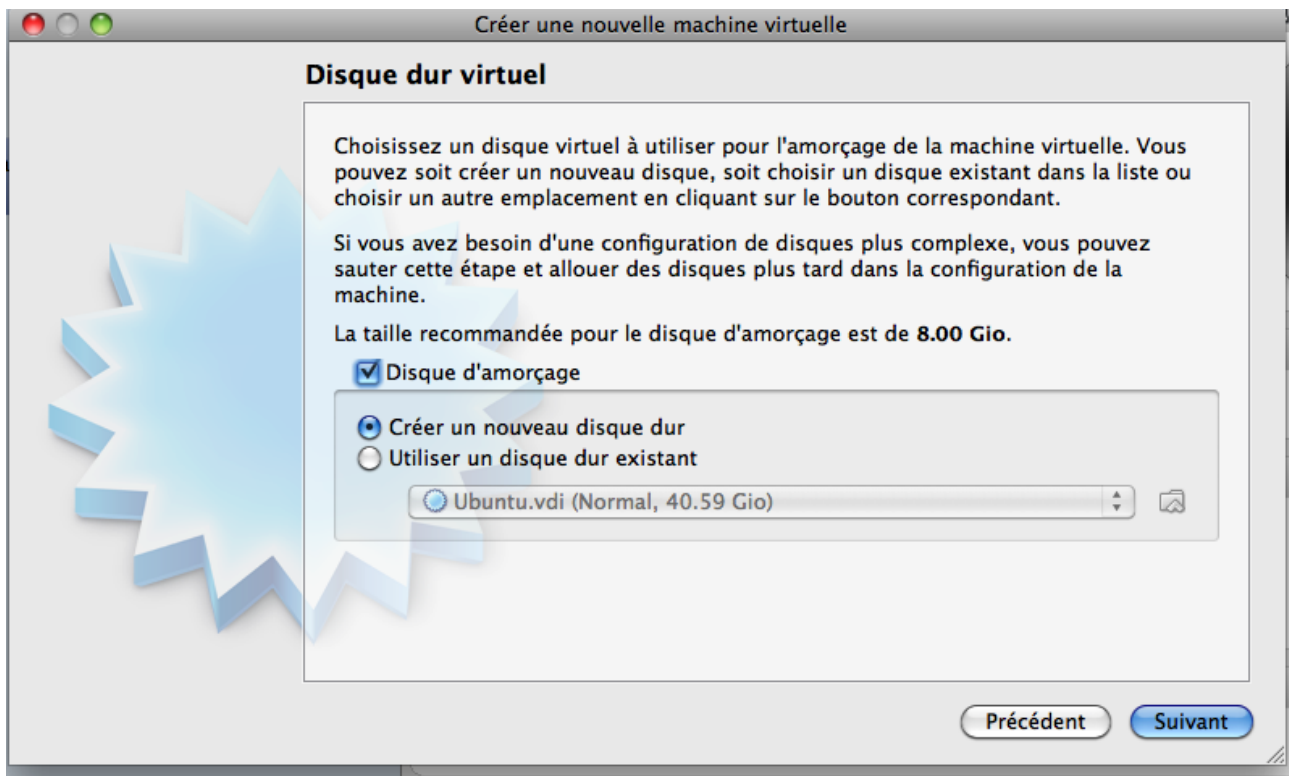 Créer une nouvelle machine virtuelle
Disque dur virtuel
Choisissez un disque virtuel à utiliser pour l'amorçage de la machine virtuelle. Vous
pouvez soit créer un nouveau disque, soit choisir un disque existant dans la liste ou
choisir un autre emplacement en cliquant sur le bouton correspondant.
Si vous avez besoin d'une configuration de disques plus complexe, vous pouvez
sauter cette étape et allouer des disques plus tard dans la configuration de la
machine.
La taille recommandée pour le disque d'amorçage est de 8.00 Gio.
Disque d'amorçage
Créer un nouveau disque dur
Utiliser un disque dur existant
Ubuntu.vdi (Normal, 40.59 Gio)
Précédent
Suivant